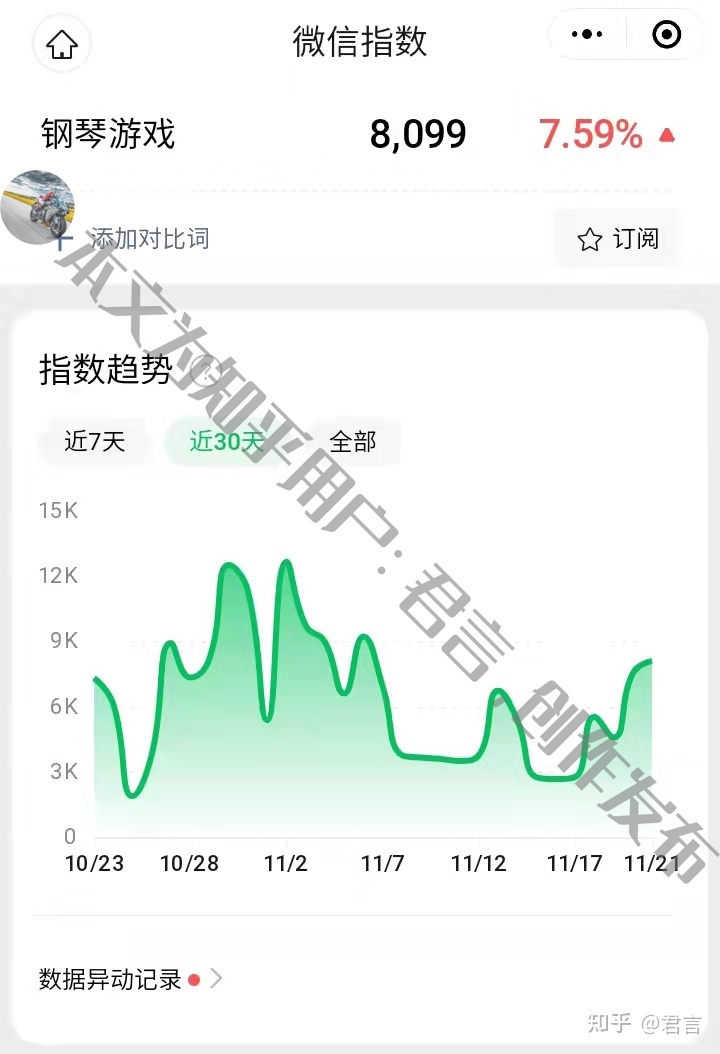 微信指数
钢琴游戏 8,099 7.59%
添加对比词 订阅
指数趋势 ?
近7天 近30天 全部
15K
12K
9K
6K
3K
0
10/23 10/28 11/2 11/7 11/12 11/17 11/21
数据异动记录
本文为知乎用户:君言,创作发布
知乎 @君言